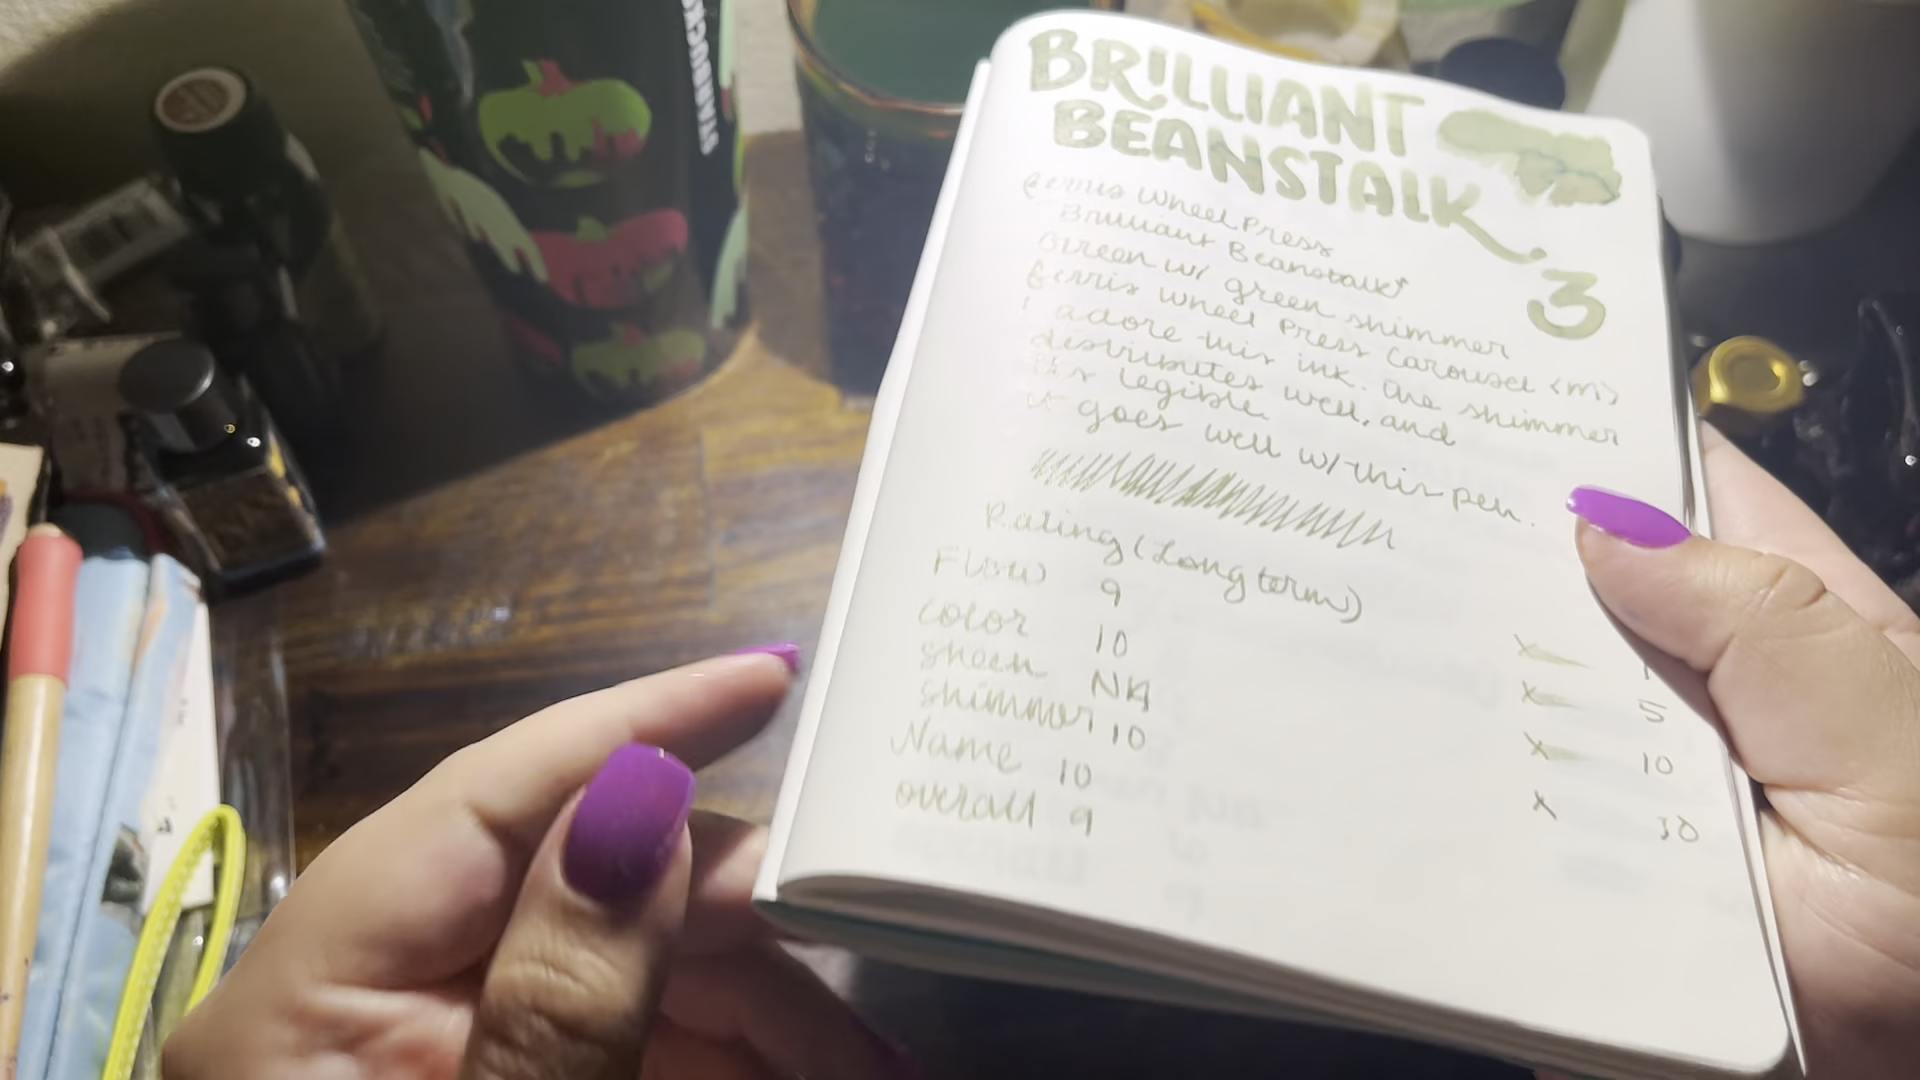 BRILLIANT
BEANSTALK
3
Ferris Wheel Press
Brilliant Beanstalk*
Green w/ green shimmer
Ferris Wheel Press Carousel <m>
I adore this ink. The shimmer
distributes well, and
it's legible.
it goes well w/ this pen.
Rating (Long term)
Flow 9
color 10
sheen NA
shimmer 10
Name 10
overall 9
x
x 5
x 10
x 30
STARBUCKS